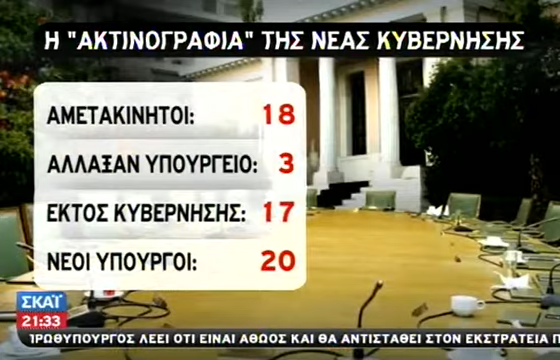 Η "ΑΚΤΙΝΟΓΡΑΦΙΑ" ΤΗΣ ΝΕΑΣ ΚΥΒΕΡΝΗΣΗΣ
ΑΜΕΤΑΚΙΝΗΤΟΙ: 18
ΑΛΛΑΞΑΝ ΥΠΟΥΡΓΕΙΟ: 3
ΕΚΤΟΣ ΚΥΒΕΡΝΗΣΗΣ: 17
ΝΕΟΙ ΥΠΟΥΡΓΟΙ: 20
ΣΚΑΪ
21:33
ΠΡΩΘΥΠΟΥΡΓΟΣ ΛΕΕΙ ΟΤΙ ΕΙΝΑΙ ΑΘΩΟΣ ΚΑΙ ΘΑ ΑΝΤΙΣΤΑΘΕΙ ΣΤΟΝ ΕΚΣΤΡΑΤΕΙΑ